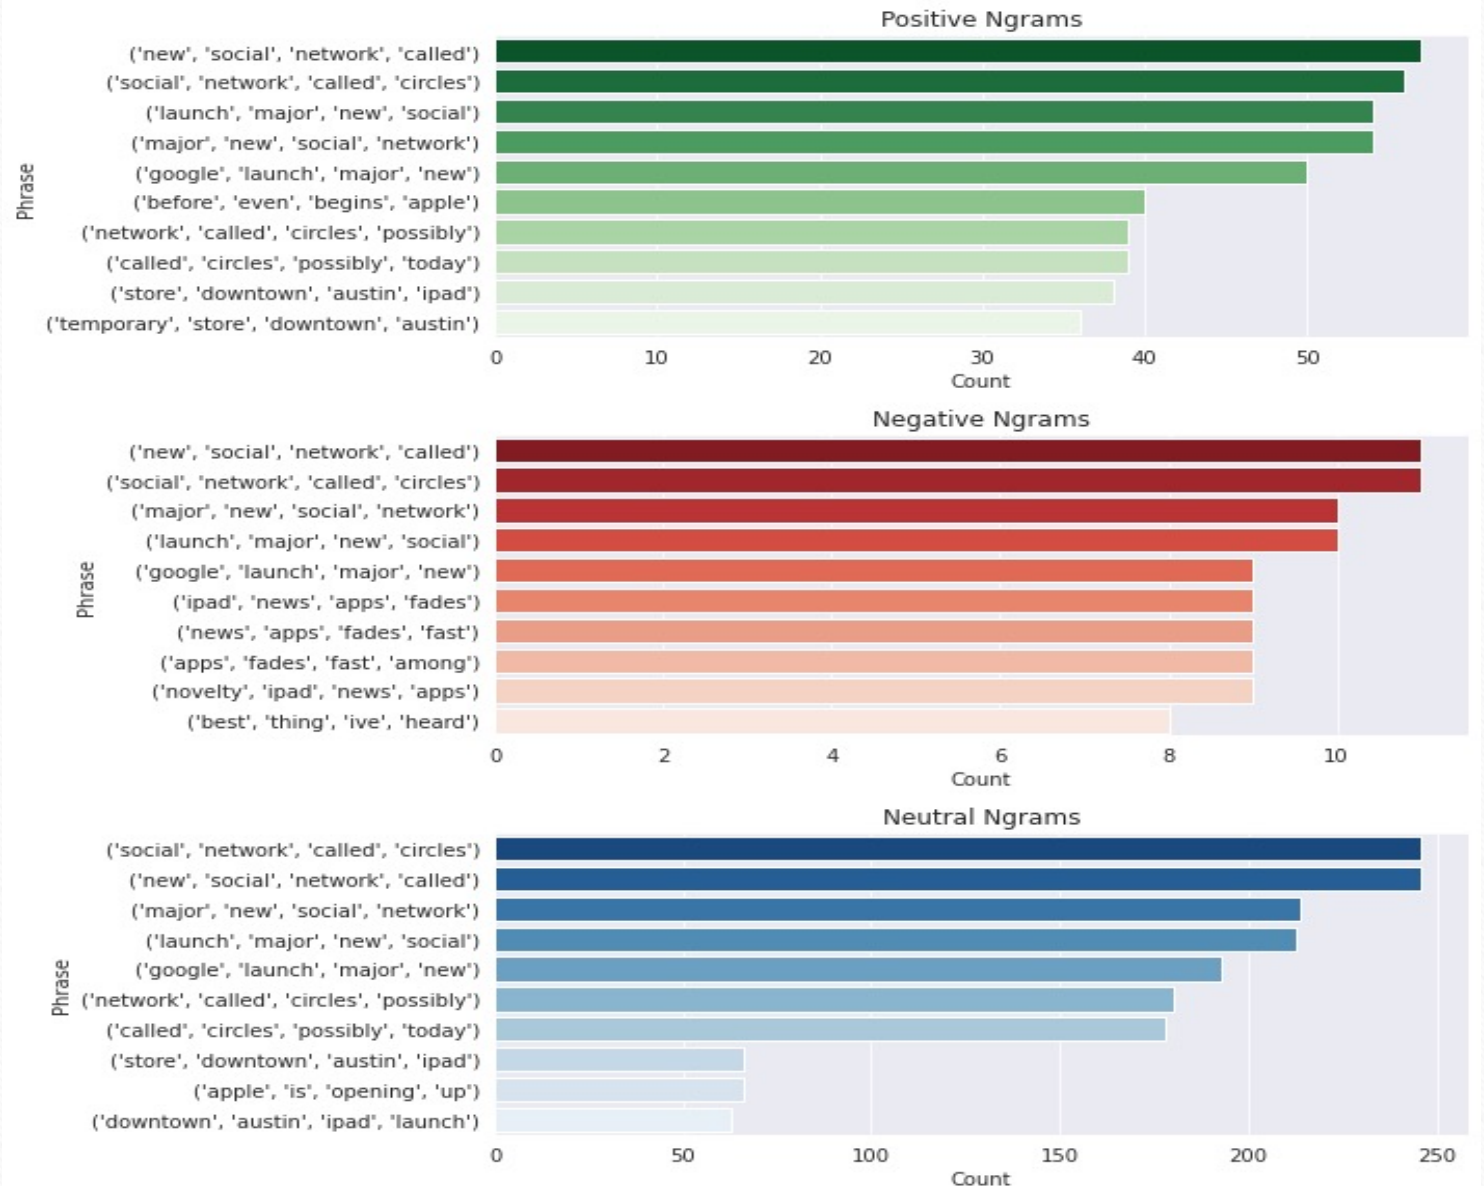 Positive Ngrams
Phrase
('new', 'social', 'network', 'called')
('social', 'network', 'called', 'circles')
('launch', 'major', 'new', 'social')
('major', 'new', 'social', 'network')
('google', 'launch', 'major', 'new')
('before', 'even', 'begins', 'apple')
('network', 'called', 'circles', 'possibly')
('called', 'circles', 'possibly', 'today')
('store', 'downtown', 'austin', 'ipad')
('temporary', 'store', 'downtown', 'austin')
0 10 20 30 40 50
Count
Negative Ngrams
Phrase
('new', 'social', 'network', 'called')
('social', 'network', 'called', 'circles')
('major', 'new', 'social', 'network')
('launch', 'major', 'new', 'social')
('google', 'launch', 'major', 'new')
('ipad', 'news', 'apps', 'fades')
('news', 'apps', 'fades', 'fast')
('apps', 'fades', 'fast', 'among')
('novelty', 'ipad', 'news', 'apps')
('best', 'thing', 'ive', 'heard')
0 2 4 6 8 10
Count
Neutral Ngrams
Phrase
('social', 'network', 'called', 'circles')
('new', 'social', 'network', 'called')
('major', 'new', 'social', 'network')
('launch', 'major', 'new', 'social')
('google', 'launch', 'major', 'new')
('network', 'called', 'circles', 'possibly')
('called', 'circles', 'possibly', 'today')
('store', 'downtown', 'austin', 'ipad')
('apple', 'is', 'opening', 'up')
('downtown', 'austin', 'ipad', 'launch')
0 50 100 150 200 250
Count